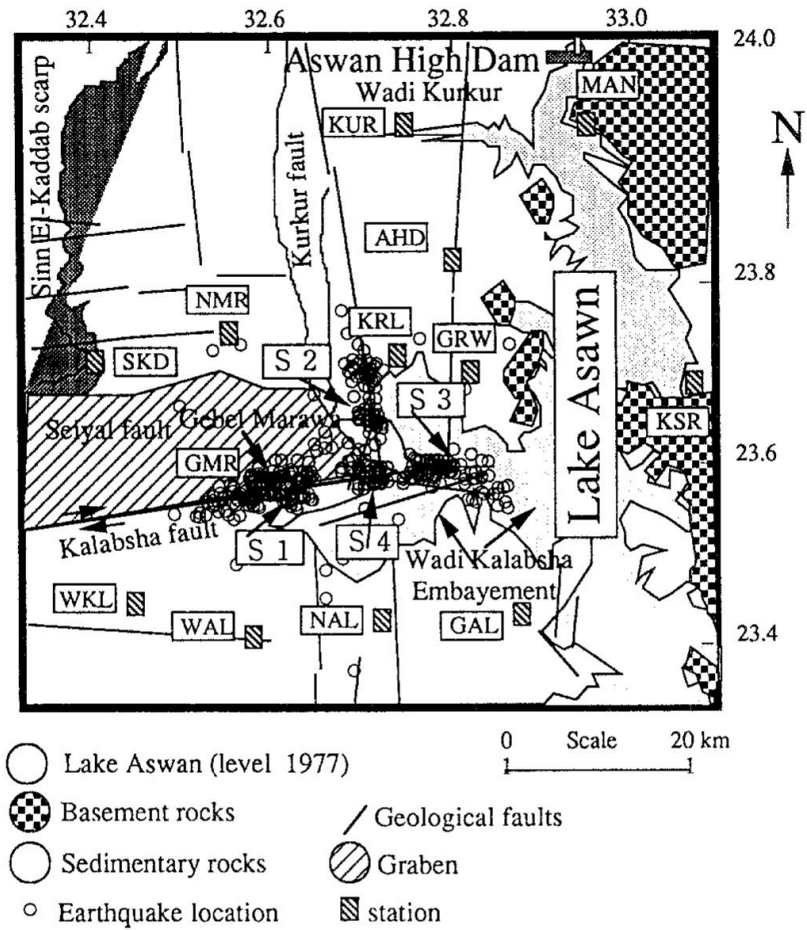 32.4 32.6 32.8 33.0
24.0
Aswan High Dam
MAN
Wadi Kurkur
KUR
N
Sinn El-Kaddab scarp
Kurkur fault
AHD
23.8
NMR
KRL
GRW
SKD
S 2
S 3
Lake Asawn
KSR
Seiyal fault
Gebel Marawa
23.6
GMR
Kalabsha fault
S 1
S 4
Wadi Kalabsha
Embayement
WKL
WAL
NAL
GAL
23.4
0 Scale 20 km
Lake Aswan (level 1977)
Basement rocks
Geological faults
Sedimentary rocks
Graben
Earthquake location
station